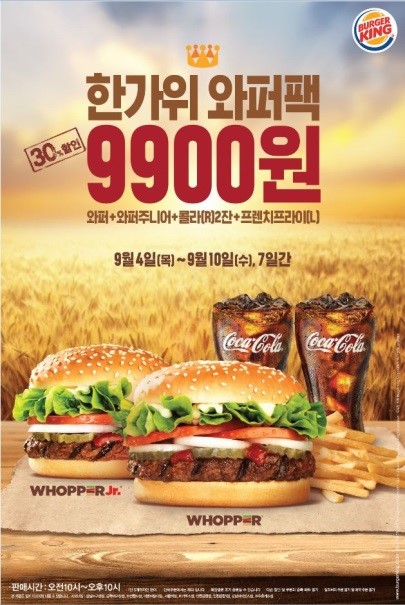 BURGER
KING
한가위 와퍼팩
30%할인
9900원
와퍼+와퍼주니어+콜라(R)2잔+프렌치프라이(L)
9월 4일(목)~9월 10일(수), 7일간
Coca-Cola
Coca-Cola
WHOPPER Jr.
WHOPPER
판매시간 : 오전10시~오후10시